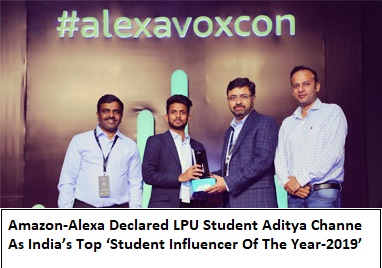 #alexavoxcon
Amazon-Alexa Declared LPU Student Aditya Channe
As India's Top ‘Student Influencer Of The Year-2019’